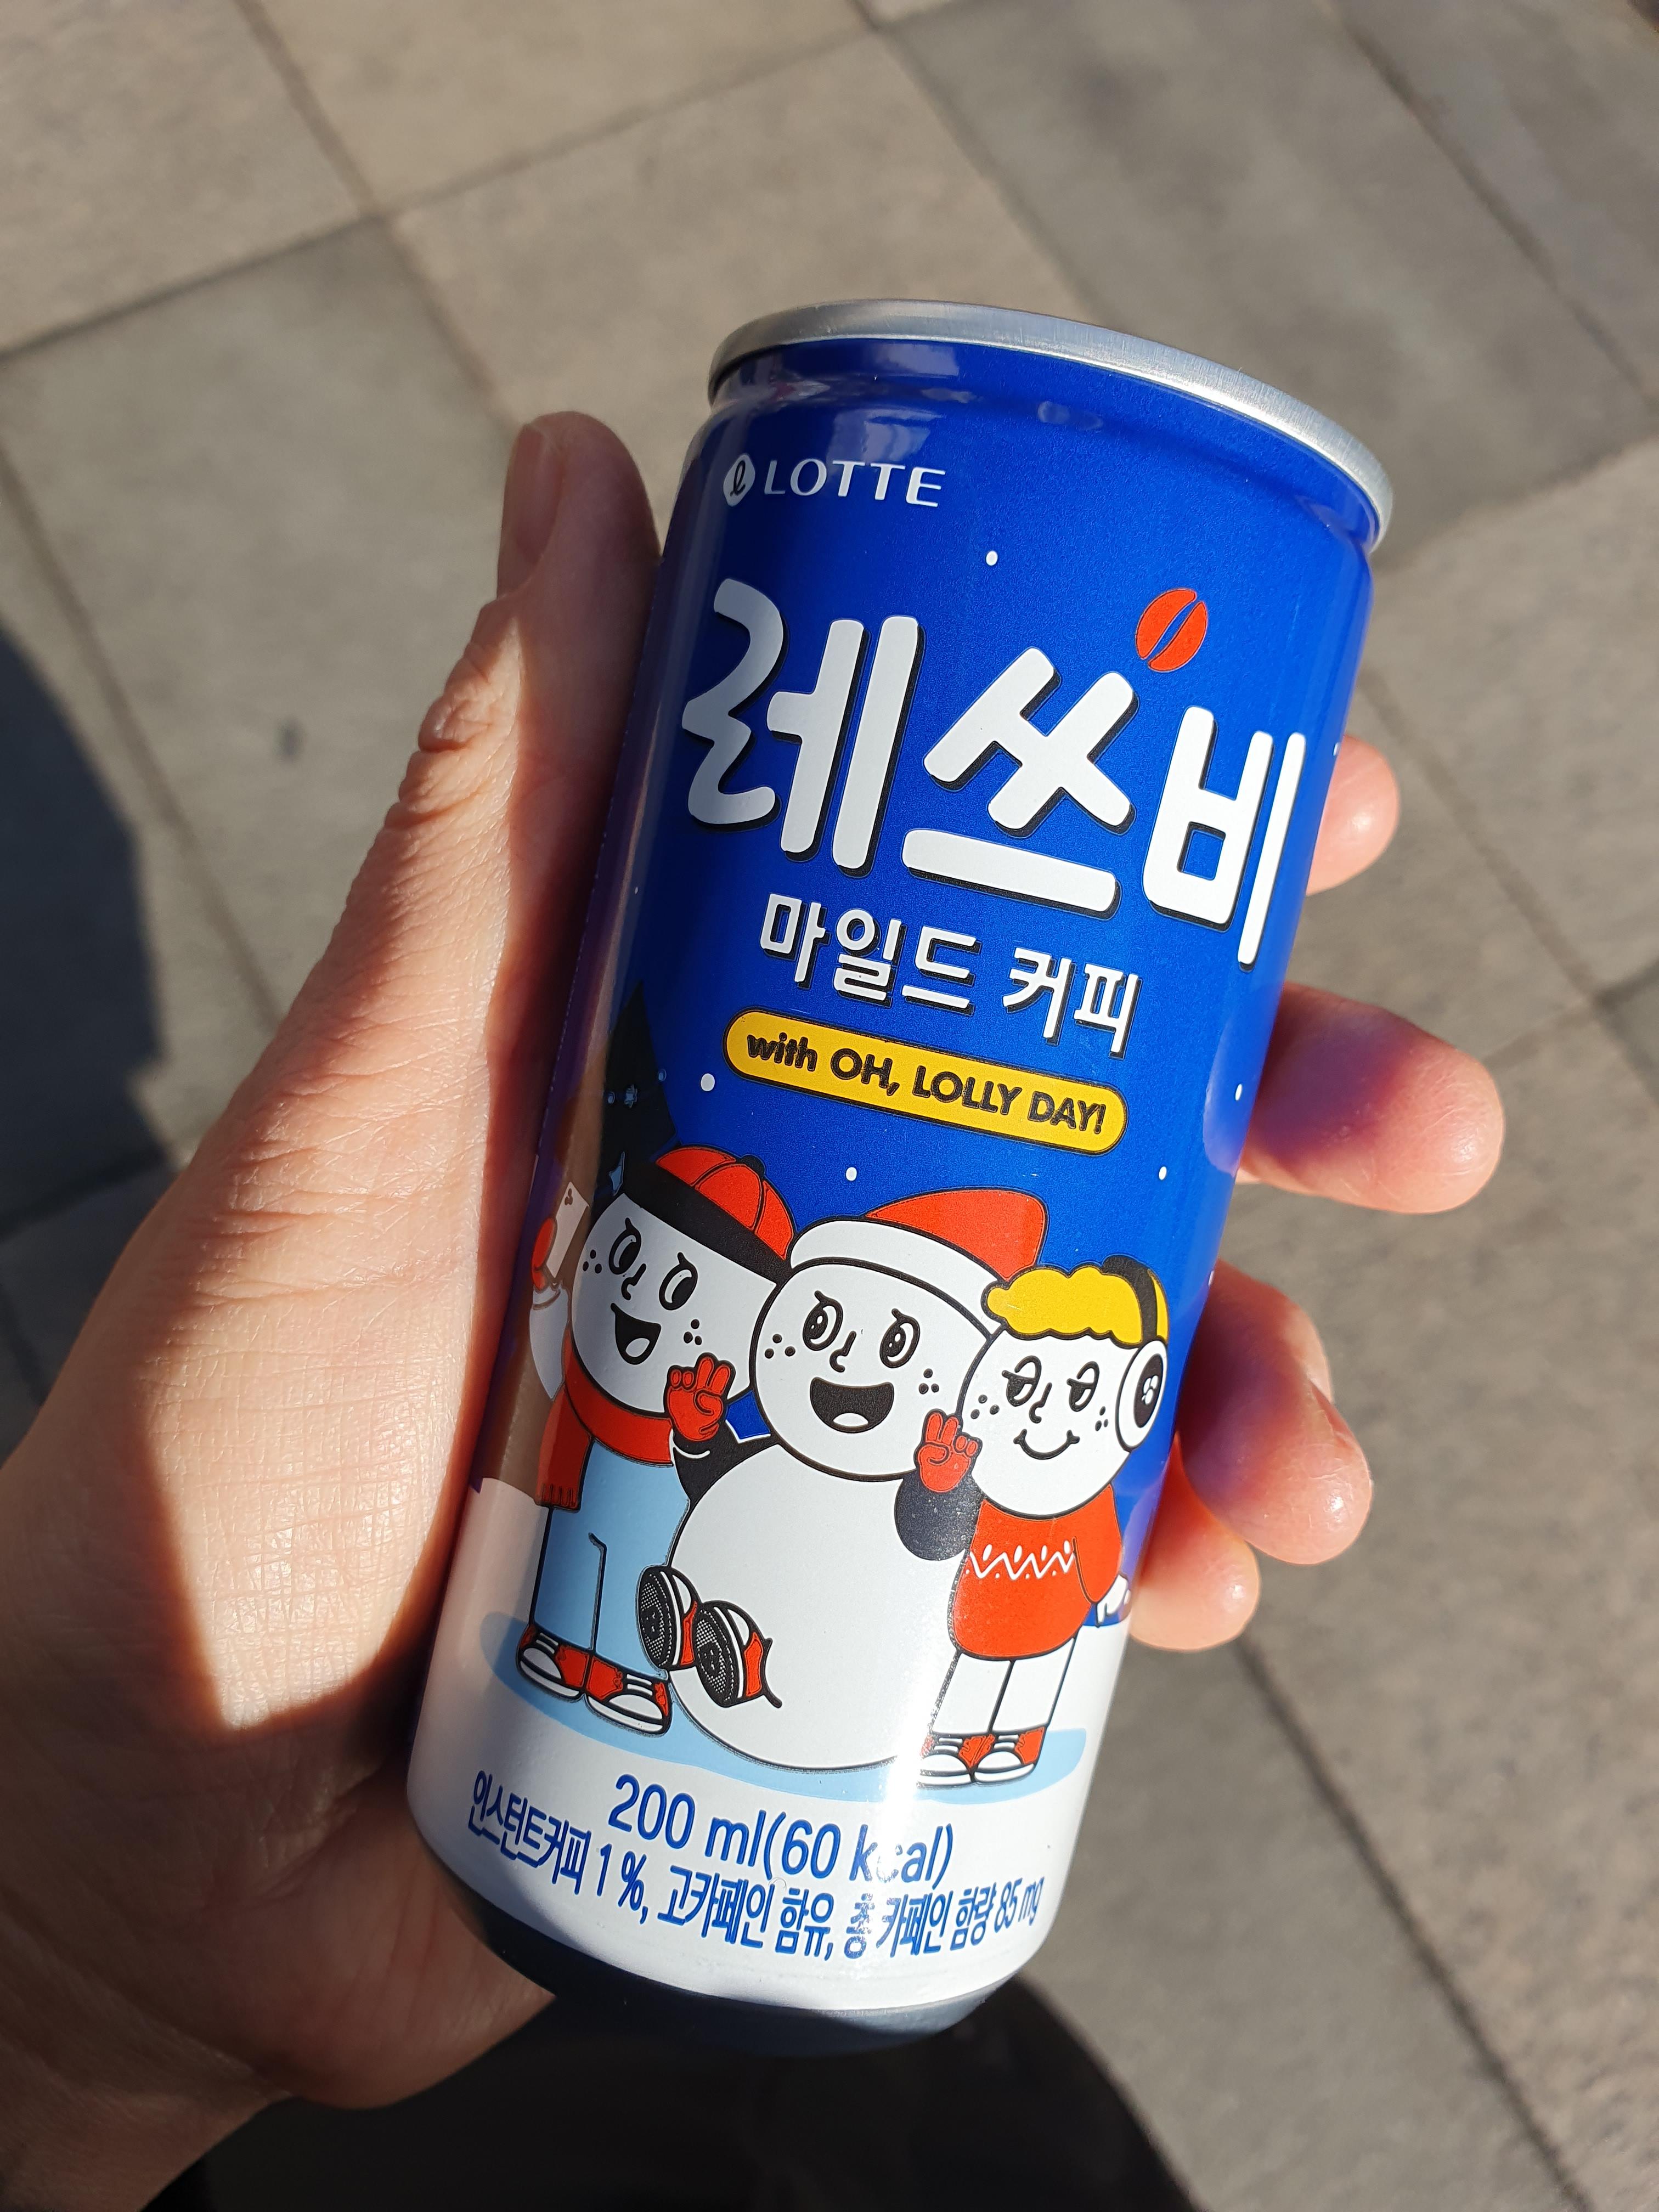 LOTTE
레쓰비
마일드 커피
with OH, LOLLY DAY!
200 ml(60 kcal)
인스턴트커피 1 %, 고카페인 함유, 총 카페인 함량 85 mg